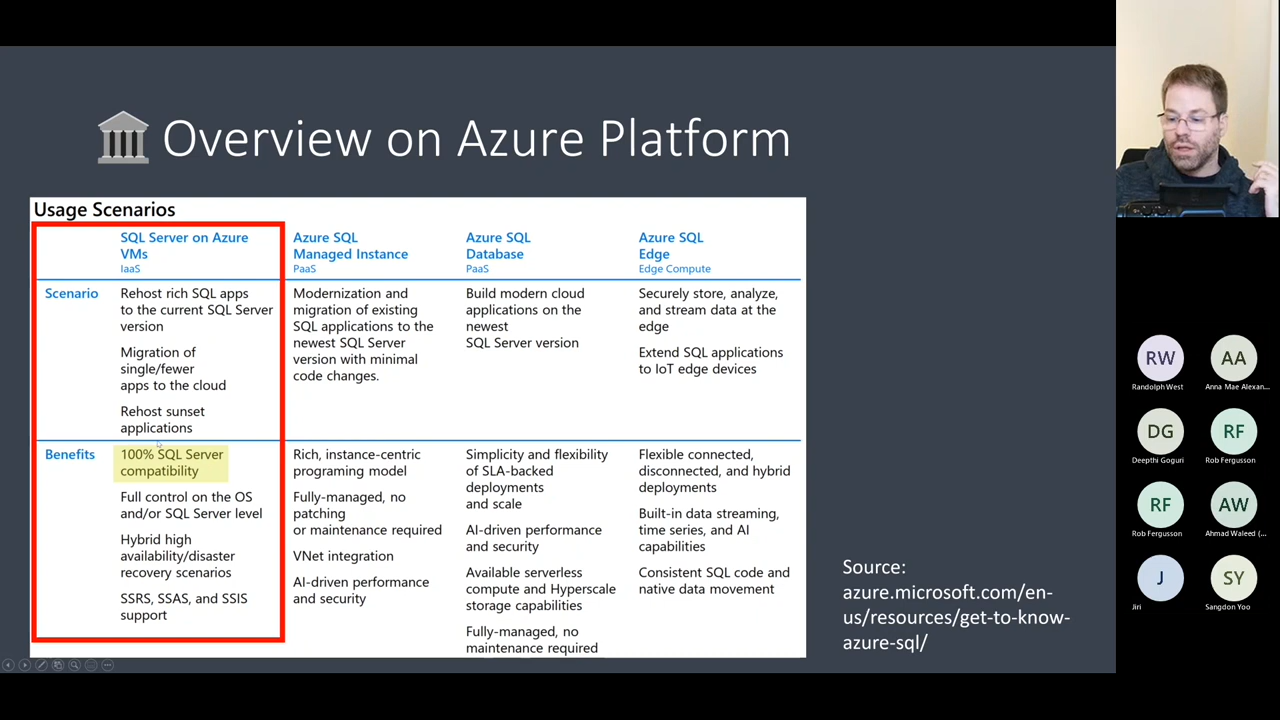 Overview on Azure Platform
Usage Scenarios
SQL Server on Azure
VMs
IaaS
Azure SQL
Managed Instance
PaaS
Azure SQL
Database
PaaS
Azure SQL
Edge
Edge Compute
Scenario
Rehost rich SQL apps
to the current SQL Server
version
Migration of
single/fewer
apps to the cloud
Rehost sunset
applications
Modernization and
migration of existing
SQL applications to the
newest SQL Server
version with minimal
code changes.
Build modern cloud
applications on the
newest
SQL Server version
Securely store, analyze,
and stream data at the
edge
Extend SQL applications
to IoT edge devices
Benefits
100% SQL Server
compatibility
Full control on the OS
and/or SQL Server level
Hybrid high
availability/disaster
recovery scenarios
SSRS, SSAS, and SSIS
support
Rich, instance-centric
programing model
Fully-managed, no
patching
or maintenance required
VNet integration
AI-driven performance
and security
Simplicity and flexibility
of SLA-backed
deployments
and scale
AI-driven performance
and security
Available serverless
compute and Hyperscale
storage capabilities
Fully-managed, no
maintenance required
Flexible connected,
disconnected, and hybrid
deployments
Built-in data streaming,
time series, and AI
capabilities
Consistent SQL code and
native data movement
Source:
azure.microsoft.com/en-
us/resources/get-to-know-
azure-sql/
RW
Randolph West
AA
Anna Mae Alexan...
DG
Deepthi Goguri
RF
Rob Fergusson
RF
Rob Fergusson
AW
Ahmad Waleed (...
J
Jiri
SY
Sangdon Yoo